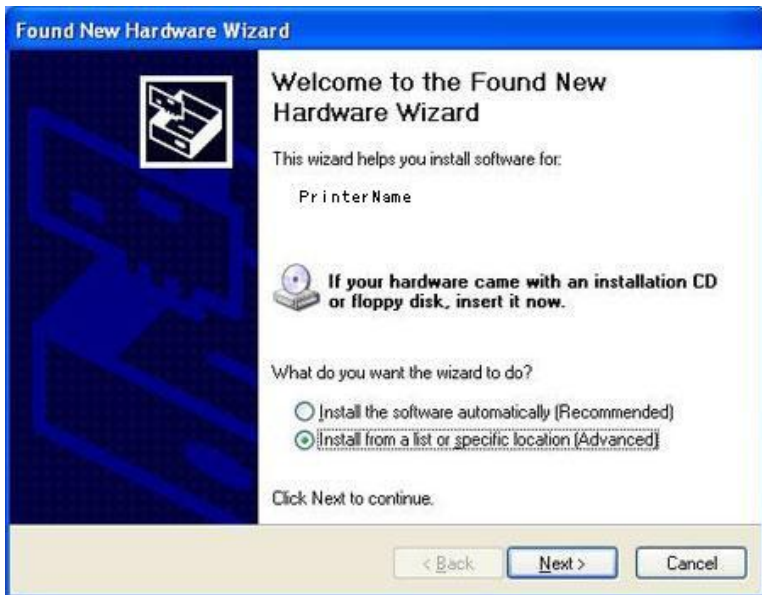 Found New Hardware Wizard
Welcome to the Found New
Hardware Wizard
This wizard helps you install software for:
PrinterName
If your hardware came with an installation CD
or floppy disk, insert it now.
What do you want the wizard to do?
Install the software automatically (Recommended)
Install from a list or specific location (Advanced)
Click Next to continue.
< Back Next > Cancel